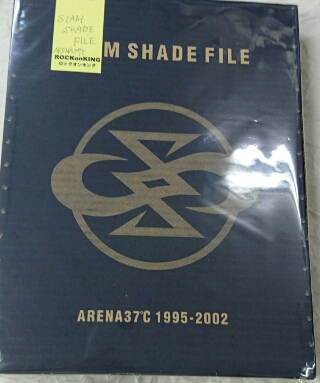 SIAM
SHADE
FILE
ROCKonKING
ロックオンキング
M SHADE FILE
ARENA37℃ 1995-2002